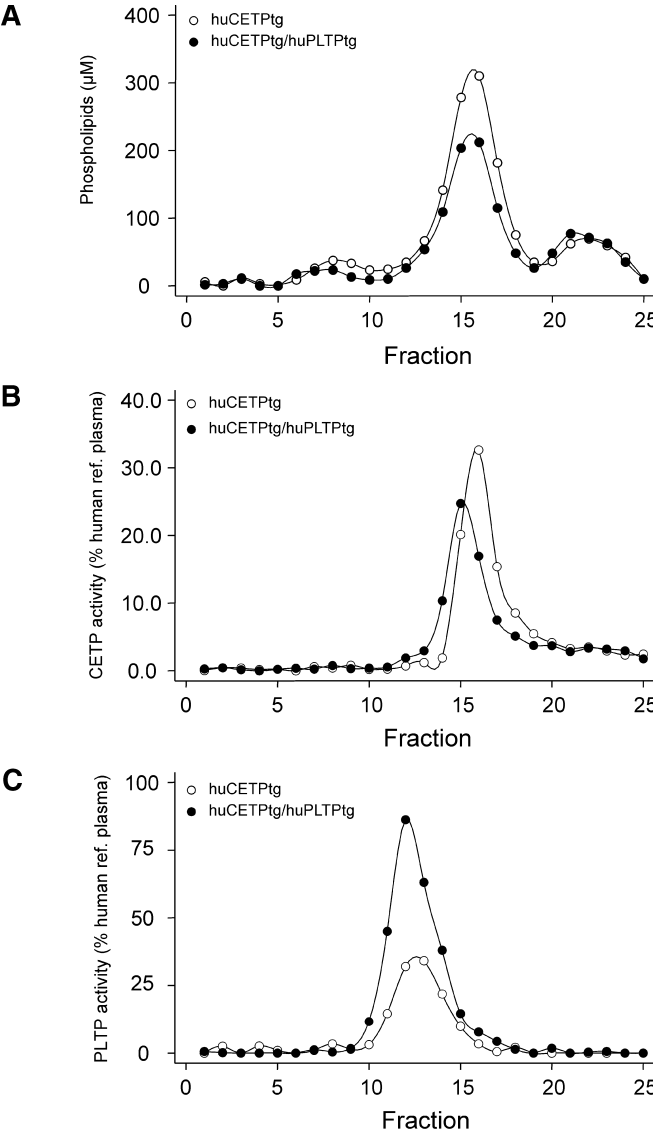 A
400
300
200
100
0
Phospholipids (µM)
huCETPtg
huCETPtg/huPLTPtg
0 5 10 15 20 25
Fraction
B
40.0
30.0
20.0
10.0
0.0
CETP activity (% human ref. plasma)
huCETPtg
huCETPtg/huPLTPtg
0 5 10 15 20 25
Fraction
C
100
75
50
25
0
PLTP activity (% human ref. plasma)
huCETPtg
huCETPtg/huPLTPtg
0 5 10 15 20 25
Fraction